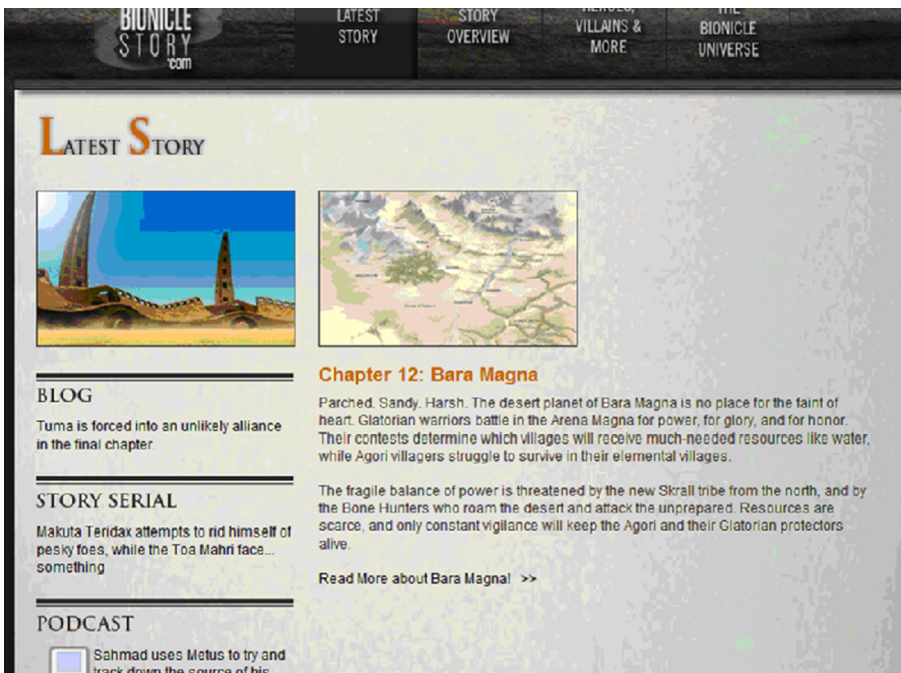 BIONICLE
STORY
.com
LATEST
STORY
STORY
OVERVIEW
HEROES,
VILLAINS &
MORE
THE
BIONICLE
UNIVERSE
LATEST STORY
BLOG
Tuma is forced into an unlikely alliance
in the final chapter.
STORY SERIAL
Makuta Teridax attempts to rid himself of
pesky foes, while the Toa Mahri face...
something
PODCAST
Sahmad uses Metus to try and
track down the source of his
Chapter 12: Bara Magna
Parched. Sandy. Harsh. The desert planet of Bara Magna is no place for the faint of
heart. Glatorian warriors battle in the Arena Magna for power, for glory, and for honor.
Their contests determine which villages will receive much-needed resources like water,
while Agori villagers struggle to survive in their elemental villages.
The fragile balance of power is threatened by the new Skrall tribe from the north, and by
the Bone Hunters who roam the desert and attack the unprepared. Resources are
scarce, and only constant vigilance will keep the Agori and their Glatorian protectors
alive.
Read More about Bara Magna! >>